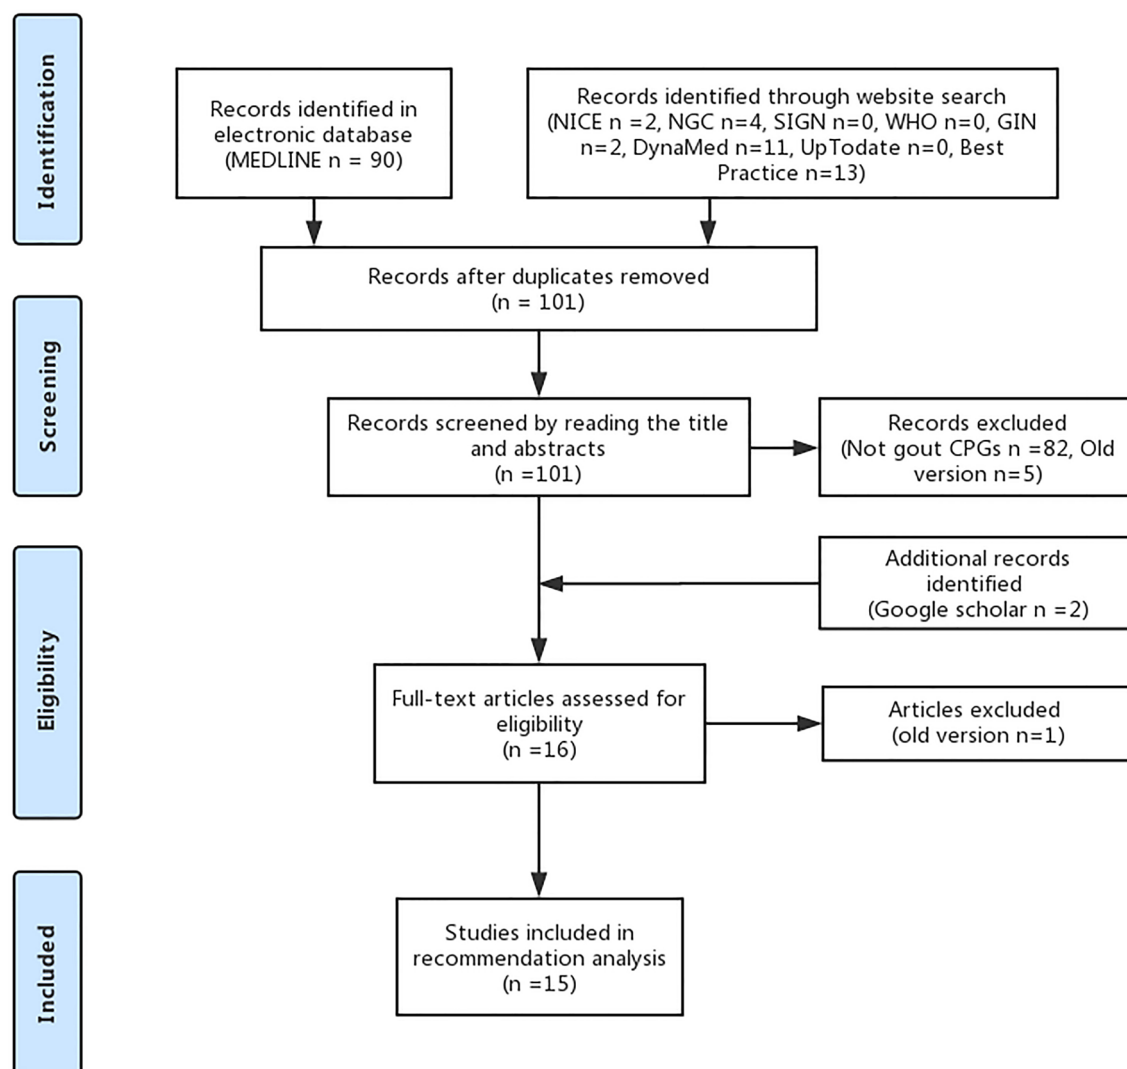 Identification
Records identified in
electronic database
(MEDLINE n = 90)
Records identified through website search
(NICE n =2, NGC n=4, SIGN n=0, WHO n=0, GIN
n=2, DynaMed n=11, UpTodate n=0, Best
Practice n=13)
Records after duplicates removed
(n = 101)
Screening
Records screened by reading the title
and abstracts
(n =101)
Records excluded
(Not gout CPGs n =82, Old
version n=5)
Eligibility
Additional records
identified
(Google scholar n =2)
Full-text articles assessed for
eligibility
(n =16)
Articles excluded
(old version n=1)
Included
Studies included in
recommendation analysis
(n =15)